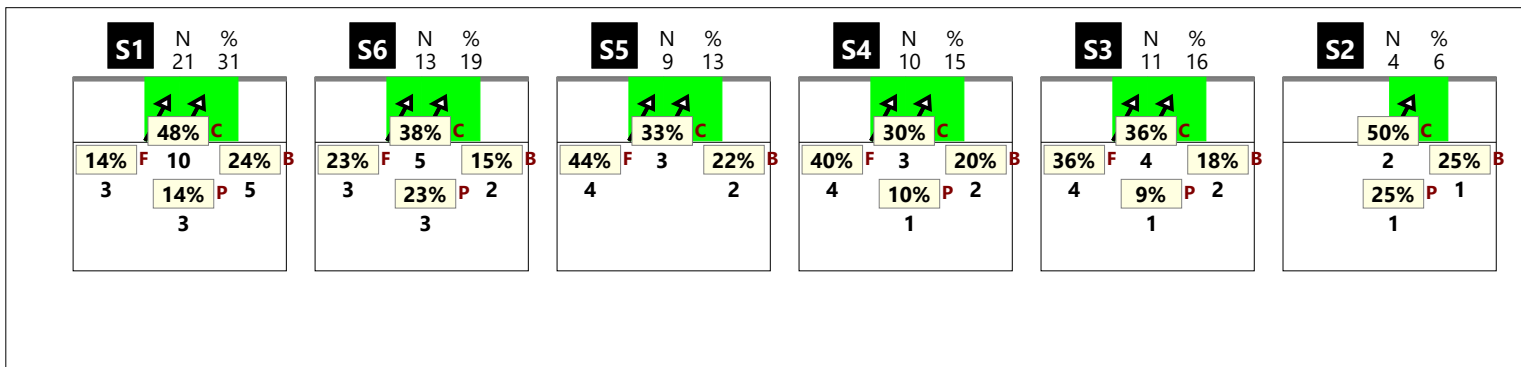 S1 N % 21 31
48% C
14% F 10 24% B
3 14% P 5
3
S6 N % 13 19
38% C
23% F 5 15% B
3 23% P 2
3
S5 N % 9 13
33% C
44% F 3 22% B
4 2
S4 N % 10 15
30% C
40% F 3 20% B
4 10% P 2
1
S3 N % 11 16
36% C
36% F 4 18% B
4 9% P 2
1
S2 N % 4 6
50% C
2 25% B
25% P 1
1